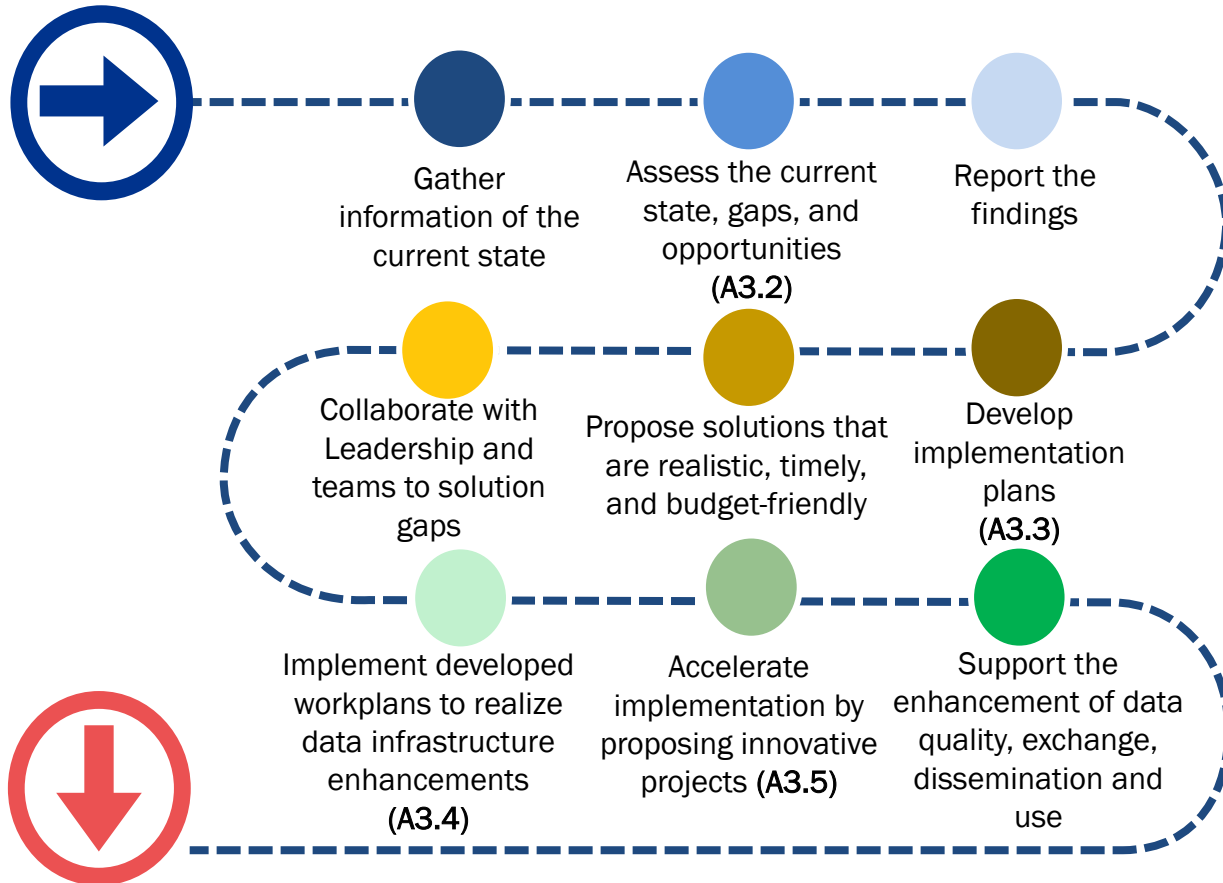 Gather
information of the
current state
Assess the current
state, gaps, and
opportunities
(A3.2)
Report the
findings
Collaborate with
Leadership and
teams to solution
gaps
Propose solutions that
are realistic, timely,
and budget-friendly
Develop
implementation
plans
(A3.3)
Implement developed
workplans to realize
data infrastructure
enhancements
(A3.4)
Accelerate
implementation by
proposing innovative
projects (A3.5)
Support the
enhancement of data
quality, exchange,
dissemination and
use